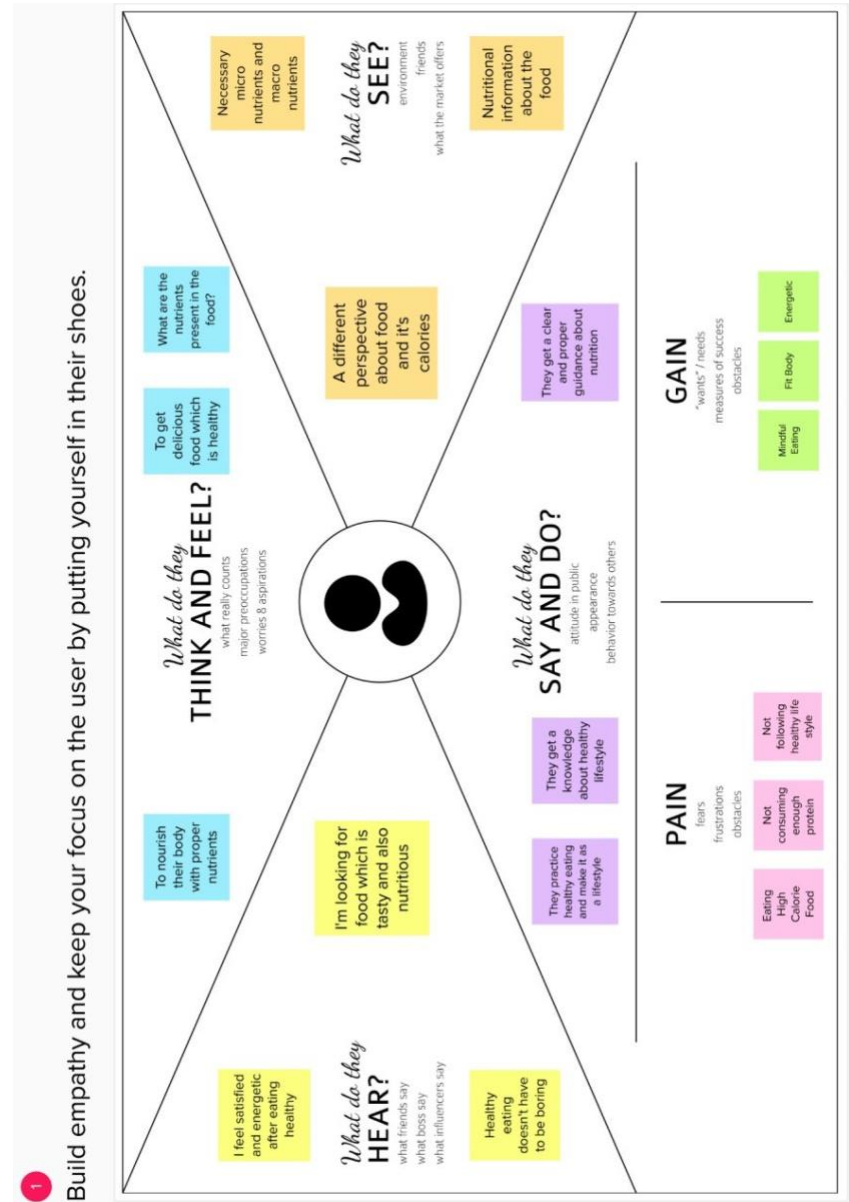 1
Build empathy and keep your focus on the user by putting yourself in their shoes.
What do they
THINK AND FEEL?
what really counts
major preoccupations
worries & aspirations
To nourish
their body
with proper
nutrients
To get
delicious
food which
is healthy
What are the
nutrients
present in the
food?
What do they
HEAR?
what friends say
what boss say
what influencers say
I feel satisfied
and energetic
after eating
healthy
I'm looking for
food which is
tasty and also
nutritious
Healthy
eating
doesn't have
to be boring
What do they
SEE?
environment
friends
what the market offers
Necessary
micro
nutrients and
macro
nutrients
A different
perspective
about food
and it's
calories
Nutritional
information
about the
food
What do they
SAY AND DO?
attitude in public
appearance
behavior towards others
They practice
healthy eating
and make it as
a lifestyle
They get a
knowledge
about healthy
lifestyle
They get a clear
and proper
guidance about
nutrition
PAIN
fears
frustrations
obstacles
Eating
High
Calorie
Food
Not
consuming
enough
protein
Not
following
healthy life
style
GAIN
"wants" / needs
measures of success
obstacles
Mindful
Eating
Fit Body
Energetic